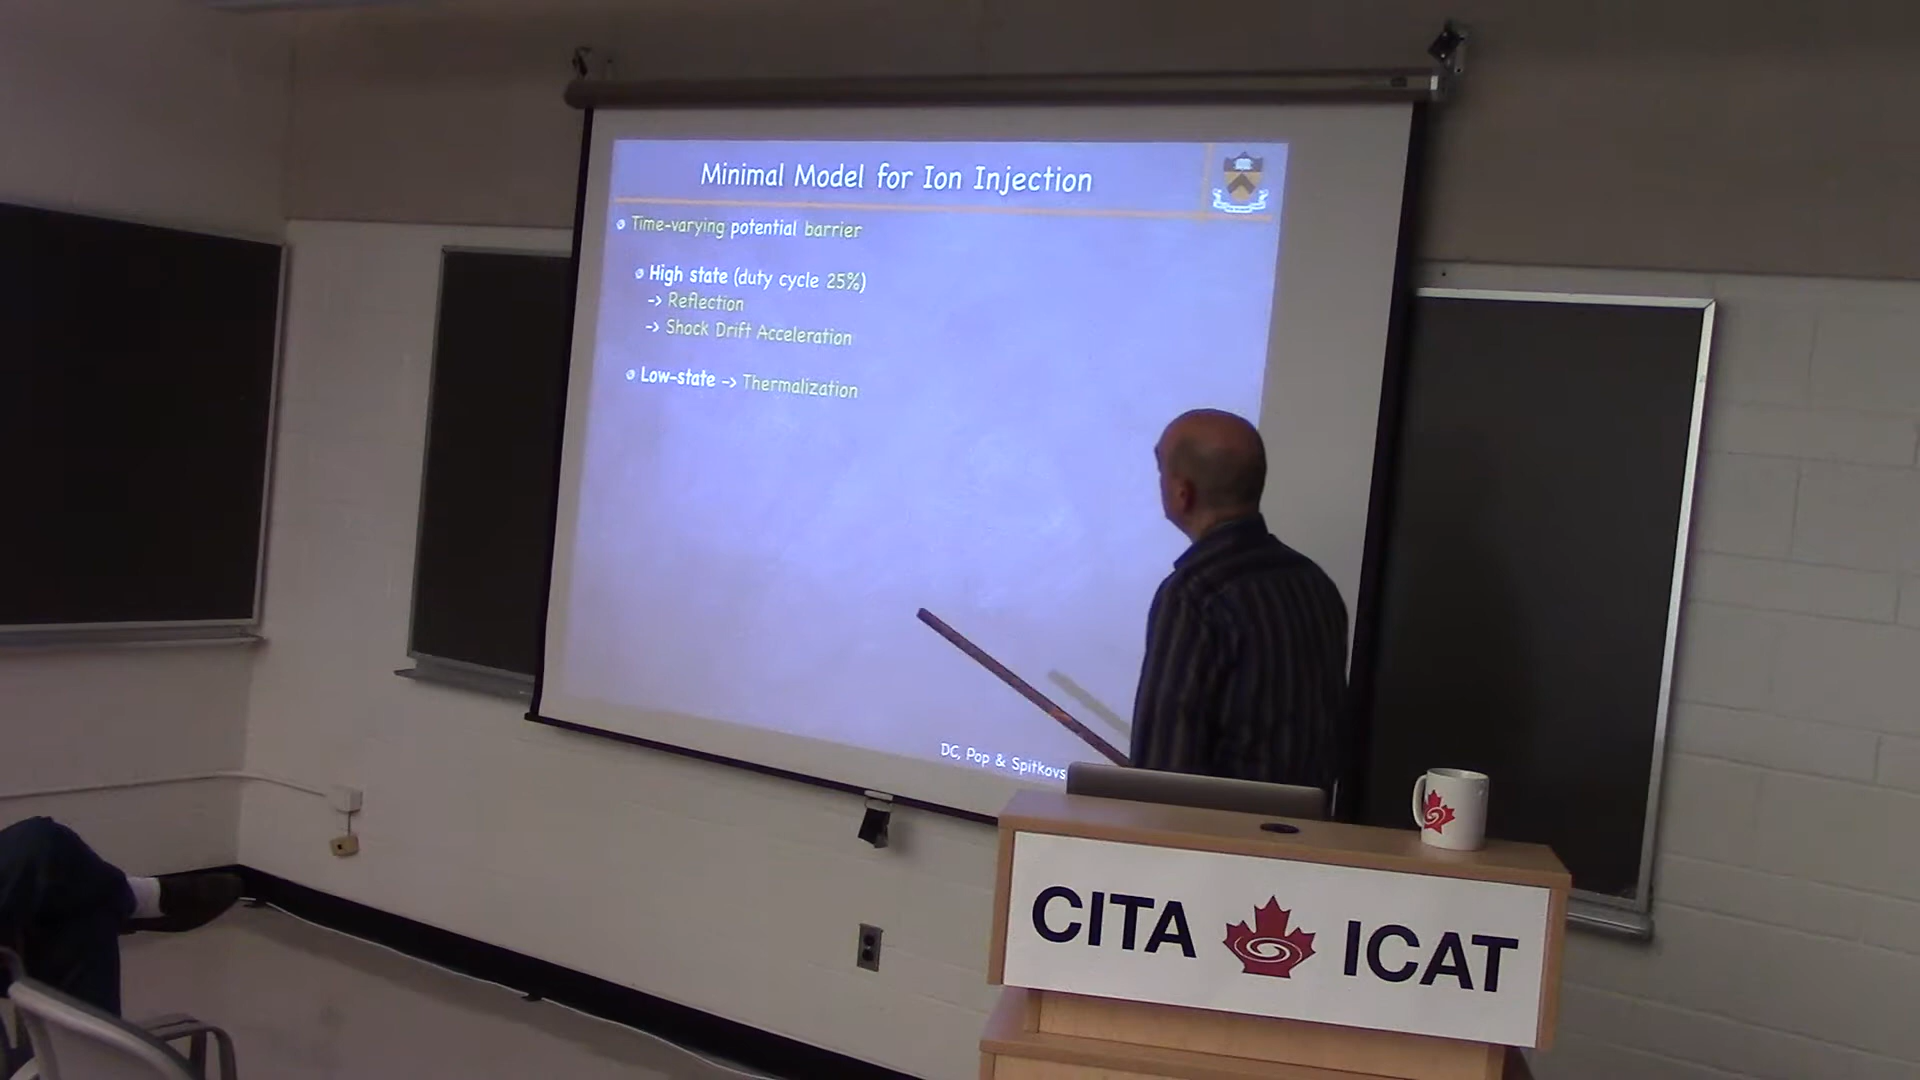 Minimal Model for Ion Injection
Time-varying potential barrier
High state (duty cycle 25%)
-> Reflection
-> Shock Drift Acceleration
Low-state -> Thermalization
DC, Pop &
CITA ICAT